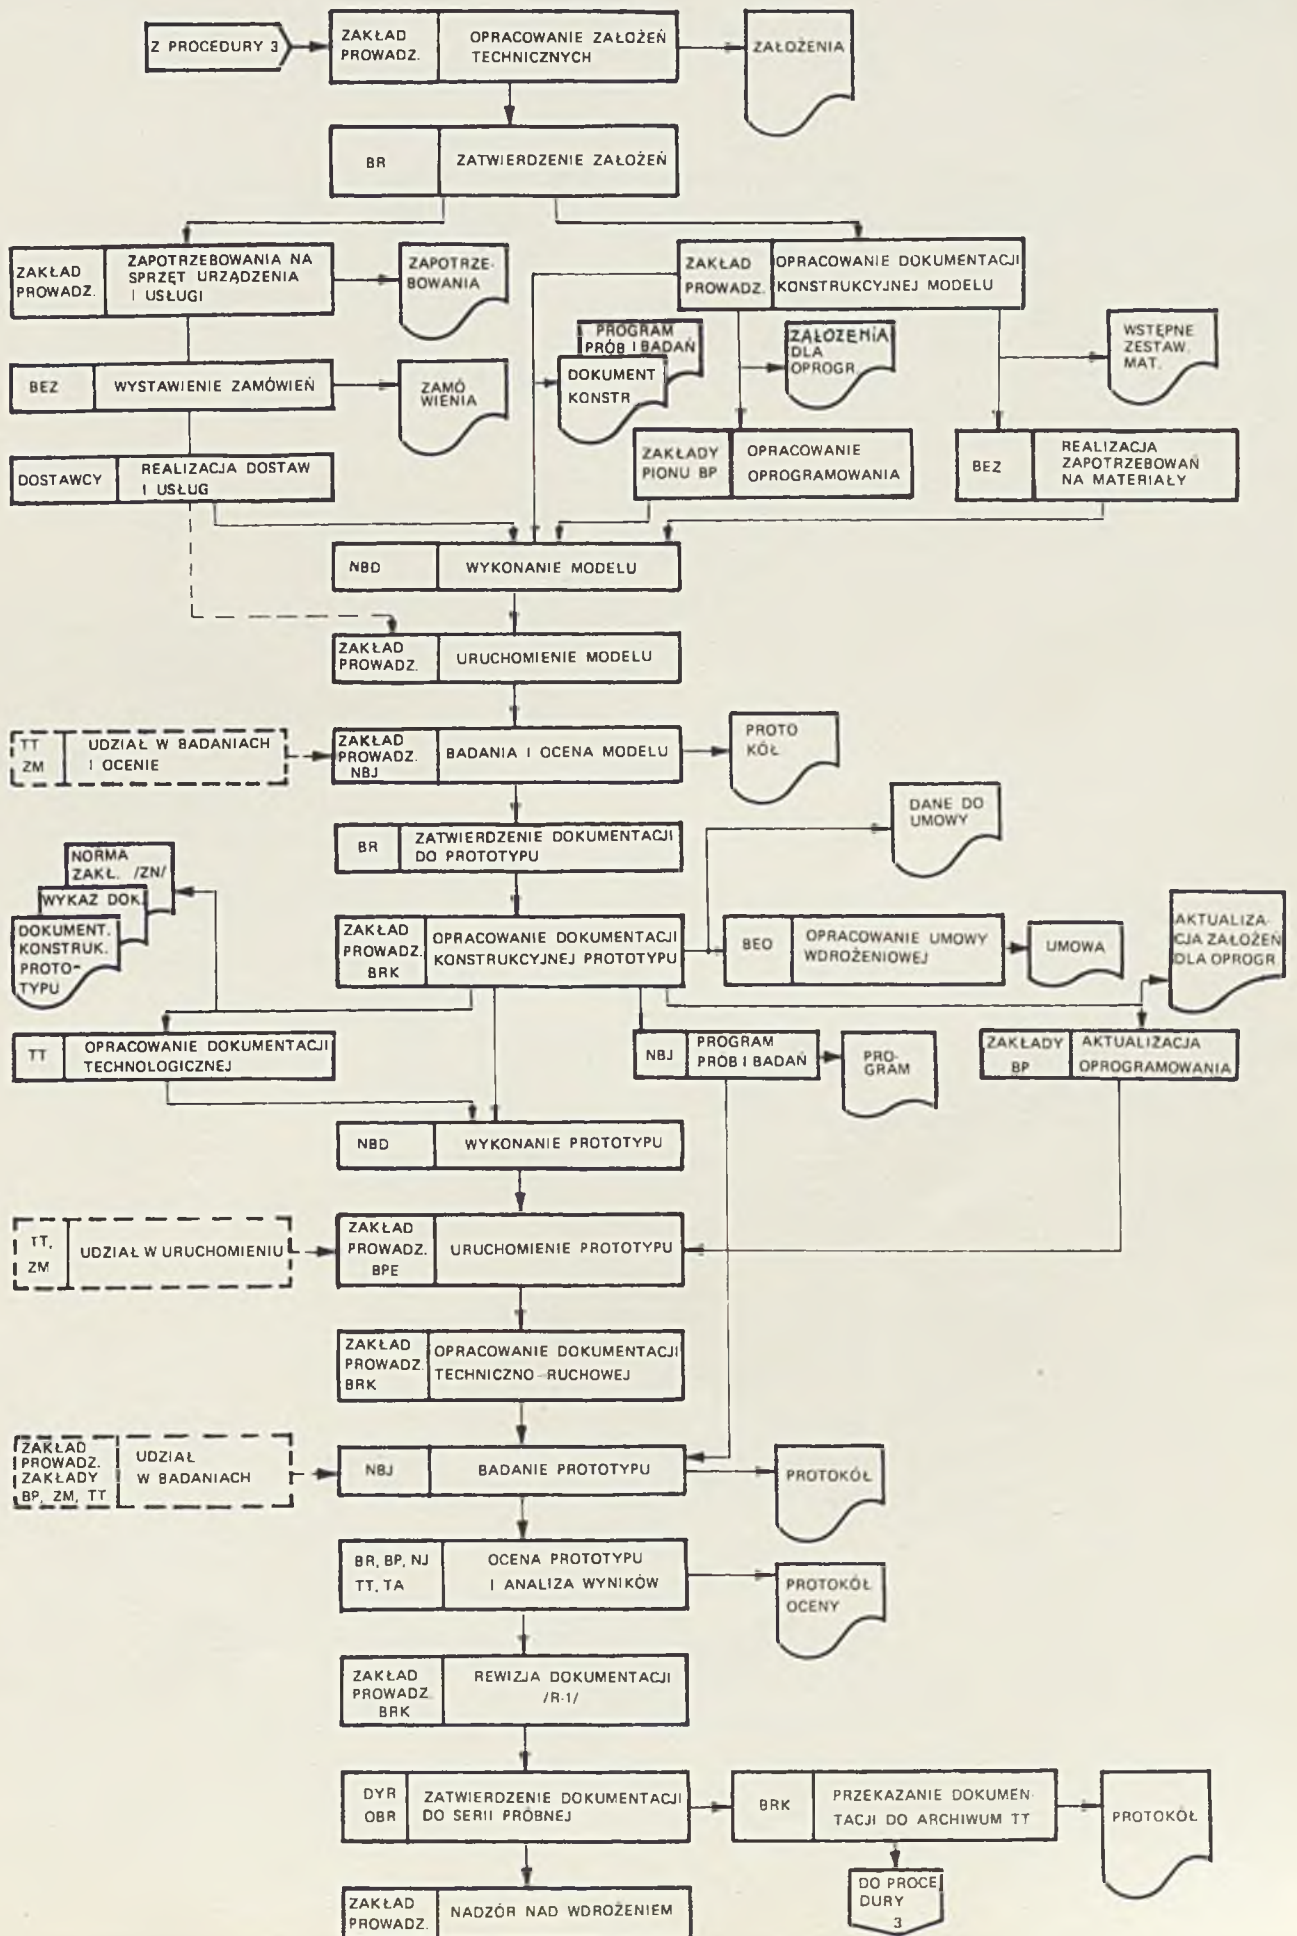 Z PROCEDURY 3
ZAKŁAD
PROWADZ.
OPRACOWANIE ZAŁOŻEŃ
TECHNICZNYCH
ZAŁOŻENIA
BR
ZATWIERDZENIE ZAŁOŻEŃ
ZAKŁAD
PROWADZ.
ZAPOTRZEBOWANIA NA
SPRZĘT URZĄDZENIA
I USŁUGI
ZAPOTRZE-
BOWANIA
ZAKŁAD
PROWADZ.
OPRACOWANIE DOKUMENTACJI
KONSTRUKCYJNEJ MODELU
PROGRAM
PRÓB I BADAŃ
DOKUMENT
KONSTR
ZAŁOZENIA
DLA
OPROGR.
WSTĘPNE
ZESTAW.
MAT.
BEZ
WYSTAWIENIE ZAMÓWIEŃ
ZAMÓ
WIENIA
DOSTAWCY
REALIZACJA DOSTAW
I USŁUG
ZAKŁADY
PIONU BP
OPRACOWANIE
OPROGRAMOWANIA
BEZ
REALIZACJA
ZAPOTRZEBOWAŃ
NA MATERIAŁY
NBD
WYKONANIE MODELU
ZAKŁAD
PROWADZ.
URUCHOMIENIE MODELU
TT
ZM
UDZIAŁ W BADANIACH
I OCENIE
ZAKŁAD
PROWADZ.
NBJ
BADANIA I OCENA MODELU
PROTO
KÓŁ
DANE DO
UMOWY
BR
ZATWIERDZENIE DOKUMENTACJI
DO PROTOTYPU
NORMA
ZAKŁ. /ZN/
WYKAZ DOK.
DOKUMENT.
KONSTRUK.
PROTO-
TYPU
ZAKŁAD
PROWADZ.
BRK
OPRACOWANIE DOKUMENTACJI
KONSTRUKCYJNEJ PROTOTYPU
BEO
OPRACOWANIE UMOWY
WDROŻENIOWEJ
UMOWA
AKTUALIZA-
CJA ZAŁOŻEŃ
DLA OPROGR
TT
OPRACOWANIE DOKUMENTACJI
TECHNOLOGICZNEJ
NBJ
PROGRAM
PRÓB I BADAŃ
PRO-
GRAM
ZAKŁADY
BP
AKTUALIZACJA
OPROGRAMOWANIA
NBD
WYKONANIE PROTOTYPU
TT,
ZM
UDZIAŁ W URUCHOMIENIU
ZAKŁAD
PROWADZ.
BPE
URUCHOMIENIE PROTOTYPU
ZAKŁAD
PROWADZ.
BRK
OPRACOWANIE DOKUMENTACJI
TECHNICZNO-RUCHOWEJ
ZAKŁAD
PROWADZ.
ZAKŁADY
BP, ZM, TT
UDZIAŁ
W BADANIACH
NBJ
BADANIE PROTOTYPU
PROTOKÓŁ
BR, BP, NJ
TT, TA
OCENA PROTOTYPU
I ANALIZA WYNIKÓW
PROTOKÓŁ
OCENY
ZAKŁAD
PROWADZ.
BRK
REWIZJA DOKUMENTACJI
/R-1/
DYR
OBR
ZATWIERDZENIE DOKUMENTACJI
DO SERII PRÓBNEJ
BRK
PRZEKAZANIE DOKUMEN-
TACJI DO ARCHIWUM TT
PROTOKÓŁ
DO PROCE
DURY
3
ZAKŁAD
PROWADZ.
NADZÓR NAD WDROŻENIEM